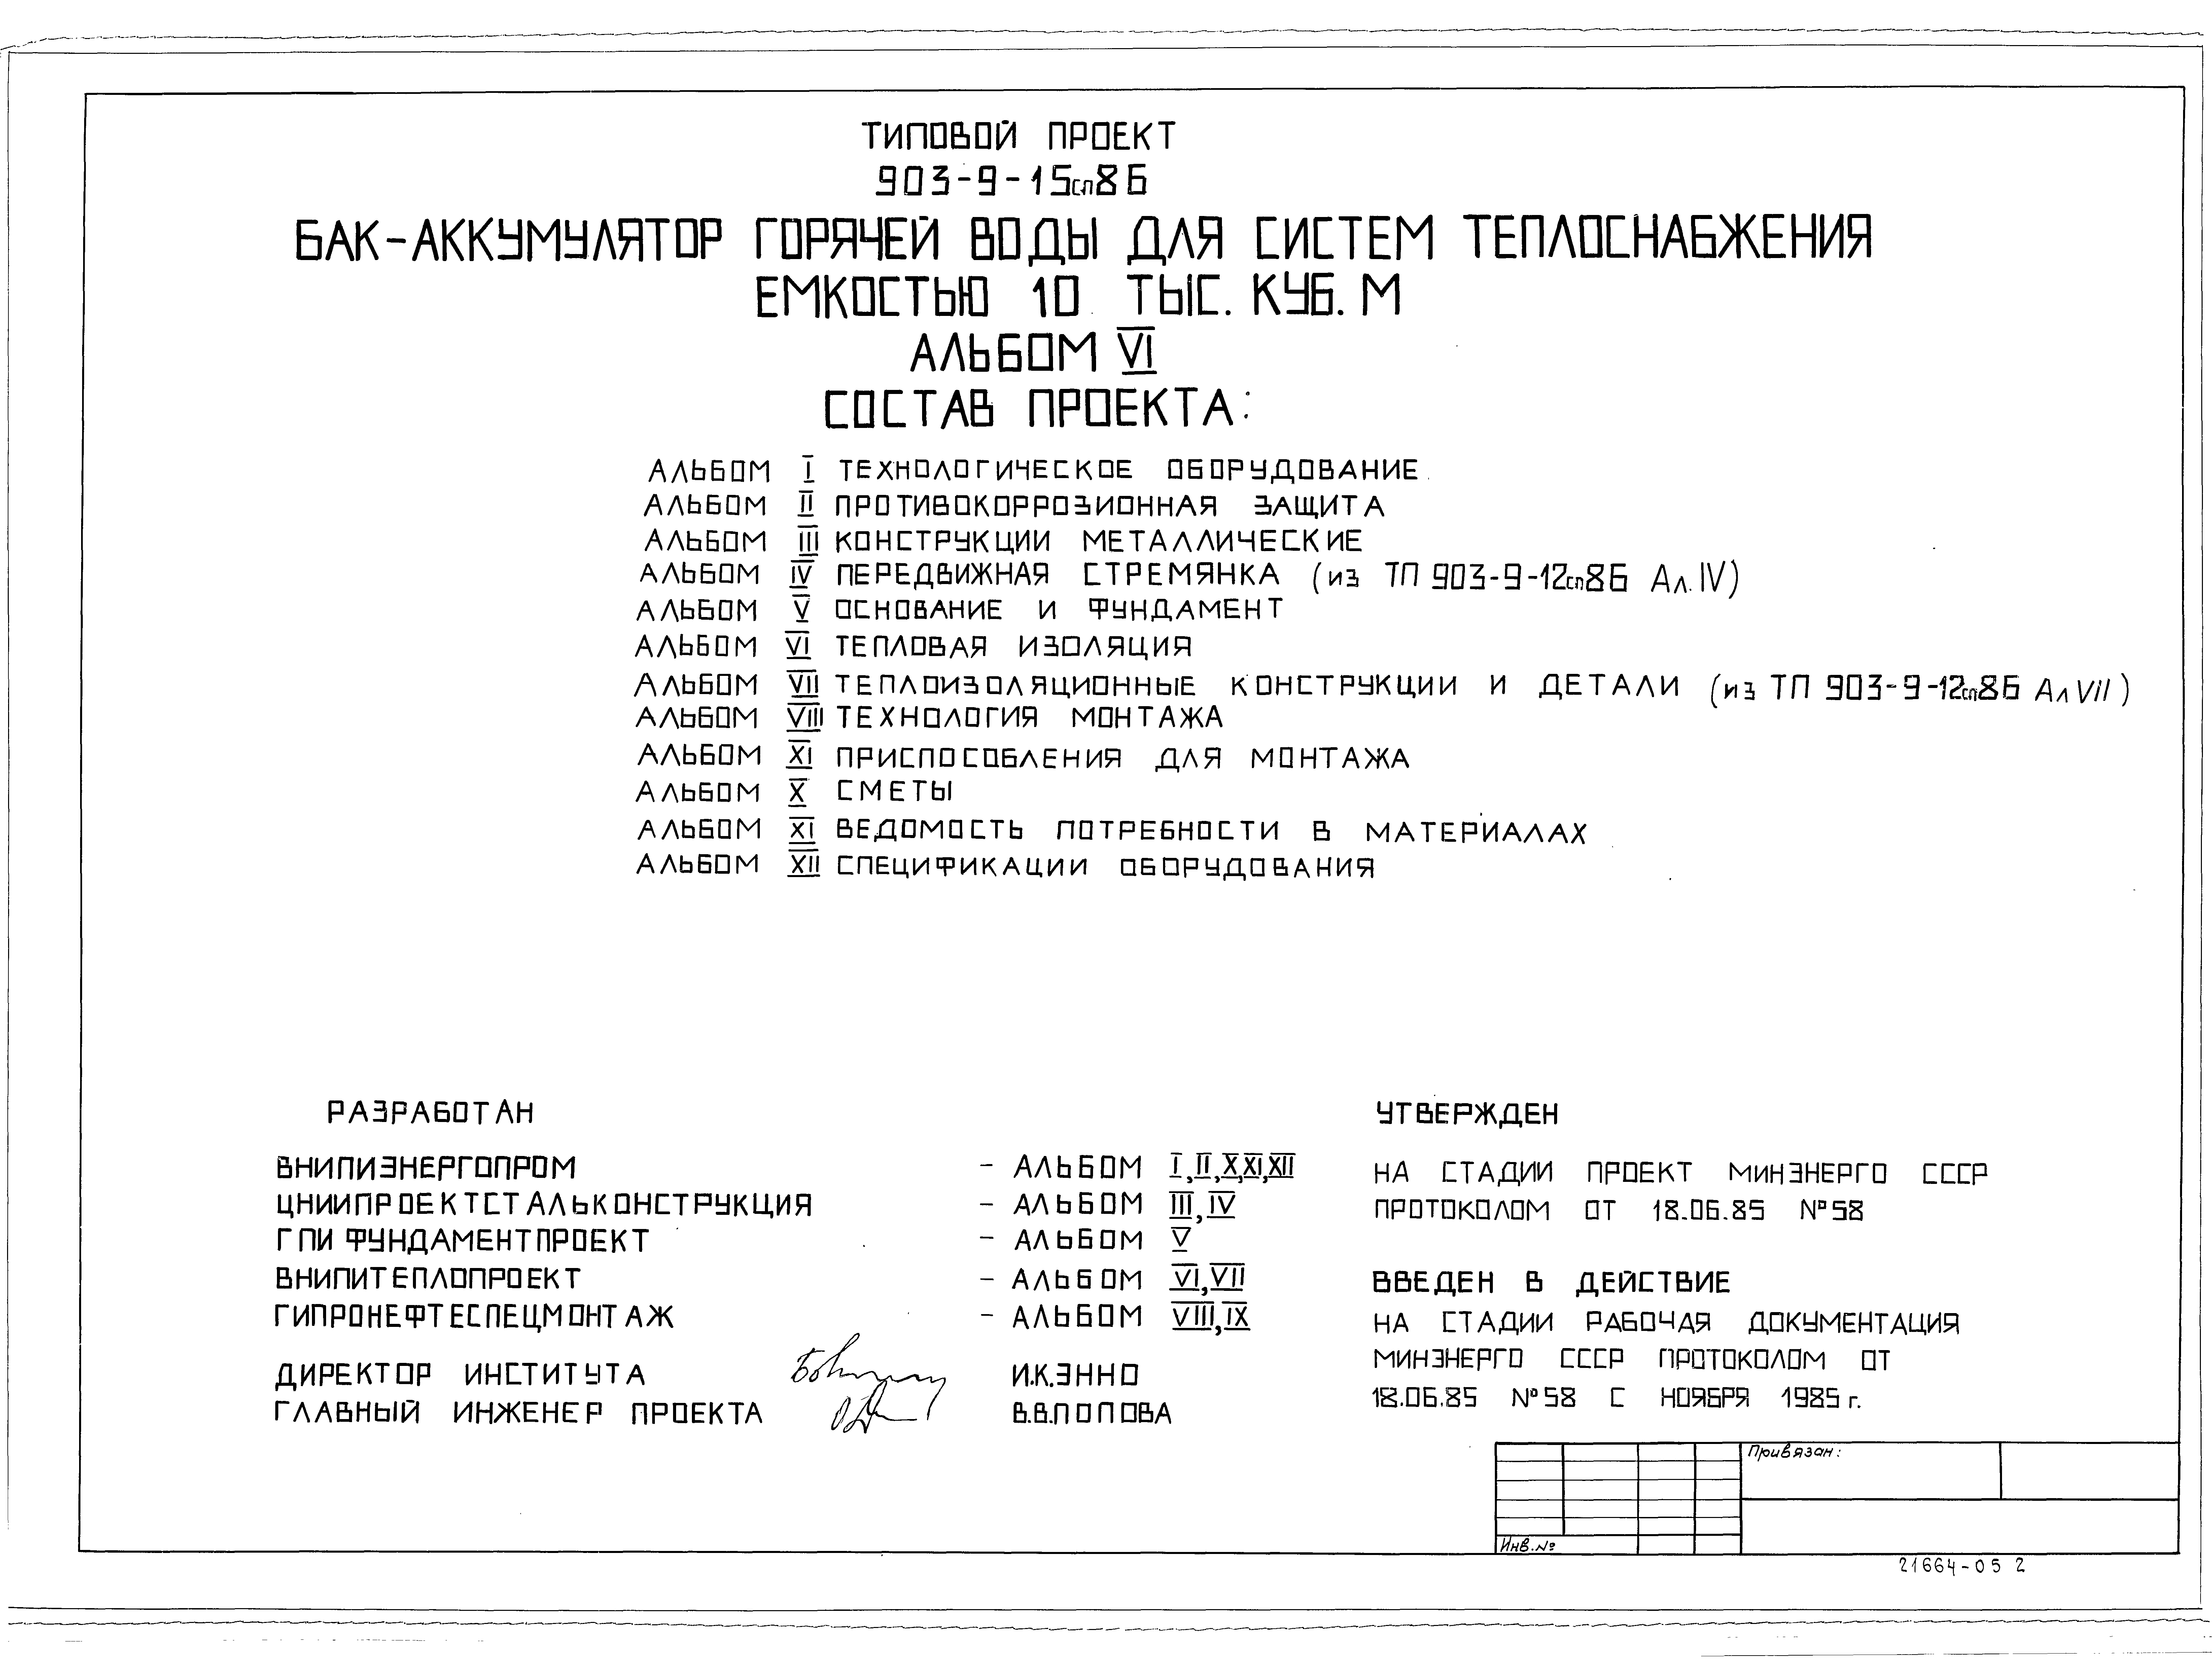 ТИПОВОЙ ПРОЕКТ
903-9-15сп86
БАК-АККУМУЛЯТОР ГОРЯЧЕЙ ВОДЫ ДЛЯ СИСТЕМ ТЕПЛОСНАБЖЕНИЯ
ЕМКОСТЬЮ 10 ТЫС. КУБ. М
АЛЬБОМ VI
СОСТАВ ПРОЕКТА:
АЛЬБОМ I ТЕХНОЛОГИЧЕСКОЕ ОБОРУДОВАНИЕ
АЛЬБОМ II ПРОТИВОКОРРОЗИОННАЯ ЗАЩИТА
АЛЬБОМ III КОНСТРУКЦИИ МЕТАЛЛИЧЕСКИЕ
АЛЬБОМ IV ПЕРЕДВИЖНАЯ СТРЕМЯНКА (из ТП 903-9-12сп86 Ал. IV)
АЛЬБОМ V ОСНОВАНИЕ И ФУНДАМЕНТ
АЛЬБОМ VI ТЕПЛОВАЯ ИЗОЛЯЦИЯ
АЛЬБОМ VII ТЕПЛОИЗОЛЯЦИОННЫЕ КОНСТРУКЦИИ И ДЕТАЛИ (из ТП 903-9-12сп86 Ал VII)
АЛЬБОМ VIII ТЕХНОЛОГИЯ МОНТАЖА
АЛЬБОМ XI ПРИСПОСОБЛЕНИЯ ДЛЯ МОНТАЖА
АЛЬБОМ X СМЕТЫ
АЛЬБОМ XI ВЕДОМОСТЬ ПОТРЕБНОСТИ В МАТЕРИАЛАХ
АЛЬБОМ XII СПЕЦИФИКАЦИИ ОБОРУДОВАНИЯ
РАЗРАБОТАН
ВНИПИЭНЕРГОПРОМ - АЛЬБОМ I, II, X, XI, XII
ЦНИИПРОЕКТСТАЛЬКОНСТРУКЦИЯ - АЛЬБОМ III, IV
ГПИ ФУНДАМЕНТПРОЕКТ - АЛЬБОМ V
ВНИПИТЕПЛОПРОЕКТ - АЛЬБОМ VI, VII
ГИПРОНЕФТЕСПЕЦМОНТАЖ - АЛЬБОМ VIII, IX
ДИРЕКТОР ИНСТИТУТА И.К.ЭННО
ГЛАВНЫЙ ИНЖЕНЕР ПРОЕКТА В.В.ПОПОВА
УТВЕРЖДЕН
НА СТАДИИ ПРОЕКТ МИНЭНЕРГО СССР
ПРОТОКОЛОМ ОТ 18.06.85 №58
ВВЕДЕН В ДЕЙСТВИЕ
НА СТАДИИ РАБОЧАЯ ДОКУМЕНТАЦИЯ
МИНЭНЕРГО СССР ПРОТОКОЛОМ ОТ
18.06.85 №58 С НОЯБРЯ 1985 г.
Привязан:
Инв.№
21664-05 2